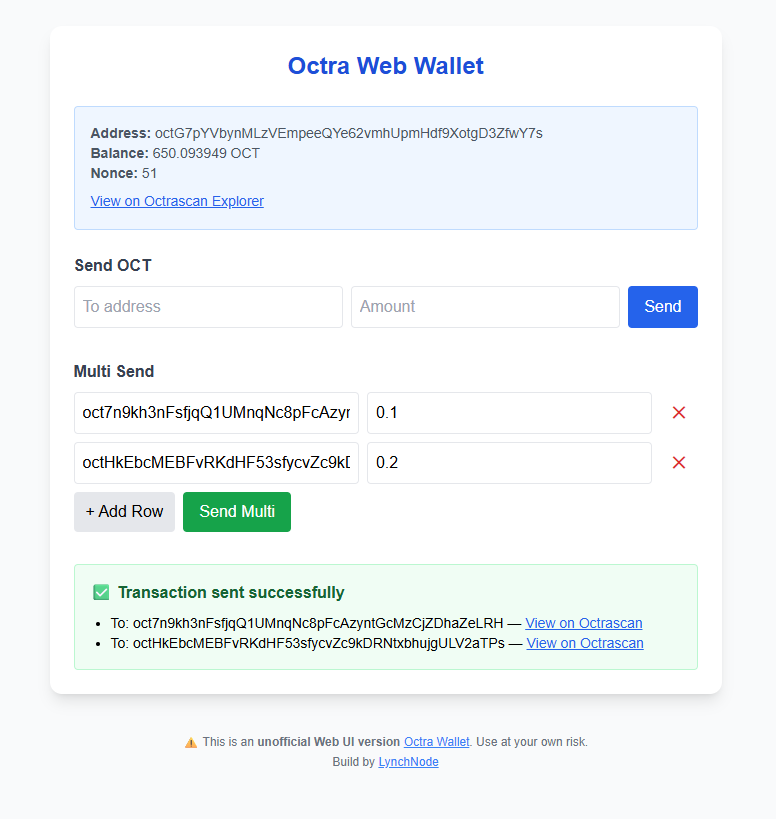 Octra Web Wallet
Address: octG7pYVbynMLzVEmpeeQYe62vmhUpmHdf9XotgD3ZfwY7s
Balance: 650.093949 OCT
Nonce: 51
View on Octrascan Explorer
Send OCT
To address Amount Send
Multi Send
oct7n9kh3nFsfjqQ1UMnqNc8pFcAzyn 0.1
octHkEbcMEBFvRKdHF53sfycvZc9kD 0.2
+ Add Row Send Multi
✅ Transaction sent successfully
• To: oct7n9kh3nFsfjqQ1UMnqNc8pFcAzyntGcMzCjZDhaZeLRH — View on Octrascan
• To: octHkEbcMEBFvRKdHF53sfycvZc9kDRNtxbhujgULV2aTPs — View on Octrascan
⚠️ This is an unofficial Web UI version Octra Wallet. Use at your own risk.
Build by LynchNode